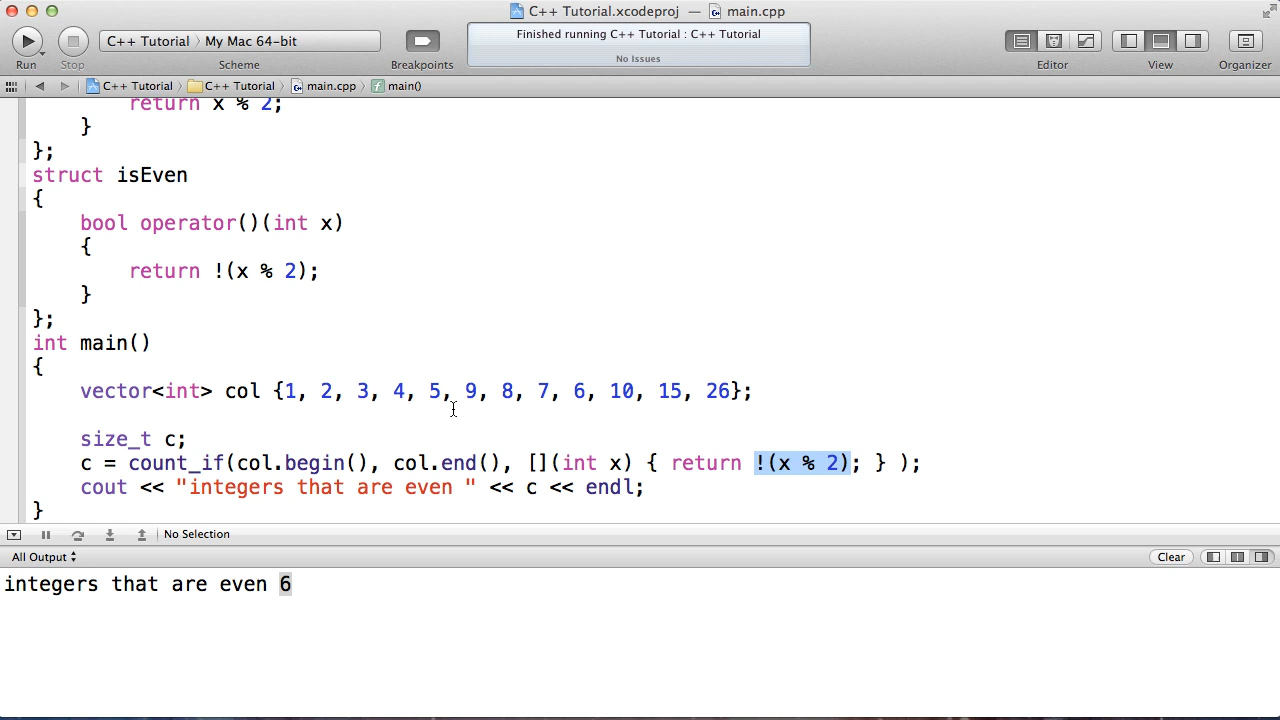 C++ Tutorial.xcodeproj — main.cpp
Run Stop C++ Tutorial 〉 My Mac 64-bit Scheme Breakpoints Finished running C++ Tutorial : C++ Tutorial No Issues Editor View Organizer
C++ Tutorial 〉 C++ Tutorial 〉 main.cpp 〉 main()
return x % 2;
}
};
struct isEven
{
bool operator()(int x)
{
return !(x % 2);
}
};
int main()
{
vector<int> col {1, 2, 3, 4, 5, 9, 8, 7, 6, 10, 15, 26};
size_t c;
c = count_if(col.begin(), col.end(), [](int x) { return !(x % 2); } );
cout << "integers that are even " << c << endl;
}
No Selection
All Output Clear
integers that are even 6